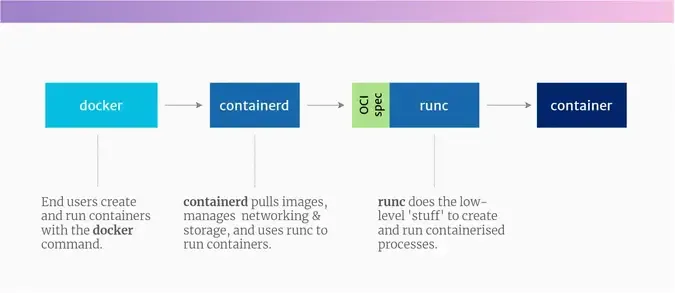 docker
containerd
OCI
spec
runc
container
End users create
and run containers
with the docker
command.
containerd pulls images,
manages networking &
storage, and uses runc to
run containers.
runc does the low-
level 'stuff' to create
and run containerised
processes.